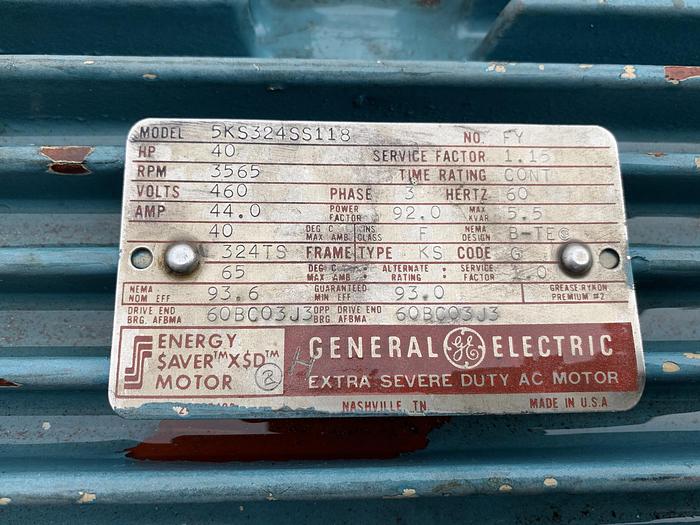 MODEL 5KS324SS118 NO. FY
HP 40 SERVICE FACTOR 1.15
RPM 3565 TIME RATING CONT
VOLTS 460 PHASE 3 HERTZ 60
AMP 44.0 POWER FACTOR 92.0 MAX KVAR 5.5
40 DEG C MAX AMB INS CLASS F NEMA DESIGN B-TEC
324TS FRAME TYPE KS CODE G
65 DEG C MAX AMB : ALTERNATE RATING : SERVICE FACTOR 1.0
NEMA NOM EFF 93.6 GUARANTEED MIN EFF 93.0 GREASE RYKON PREMIUM #2
DRIVE END BRG. AFBMA 60BC03J3 OPP DRIVE END BRG. AFBMA 60BC03J3
ENERGY
$AVER™ X$D™
MOTOR
R
H
GENERAL GE ELECTRIC
EXTRA SEVERE DUTY AC MOTOR
NASHVILLE, TN MADE IN U.S.A